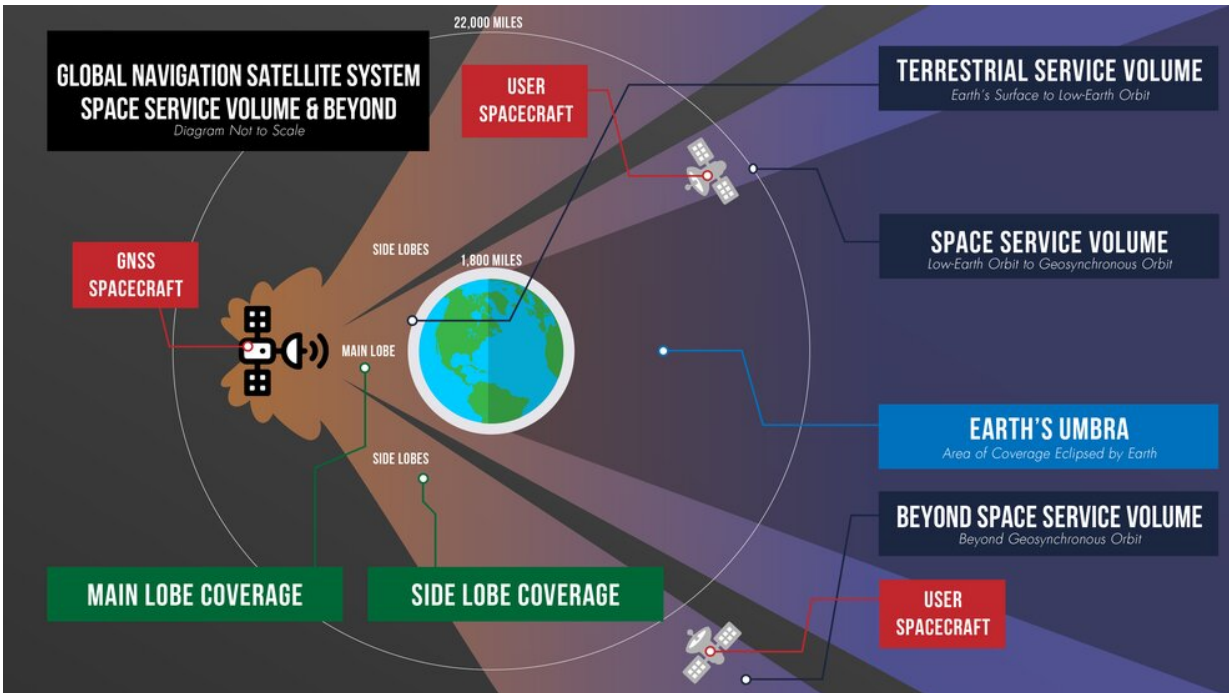 22,000 MILES
GLOBAL NAVIGATION SATELLITE SYSTEM
SPACE SERVICE VOLUME & BEYOND
Diagram Not to Scale
USER
SPACECRAFT
TERRESTRIAL SERVICE VOLUME
Earth's Surface to Low-Earth Orbit
SIDE LOBES
1,800 MILES
SPACE SERVICE VOLUME
Low-Earth Orbit to Geosynchronous Orbit
GNSS
SPACECRAFT
MAIN LOBE
EARTH'S UMBRA
Area of Coverage Eclipsed by Earth
SIDE LOBES
BEYOND SPACE SERVICE VOLUME
Beyond Geosynchronous Orbit
MAIN LOBE COVERAGE
SIDE LOBE COVERAGE
USER
SPACECRAFT